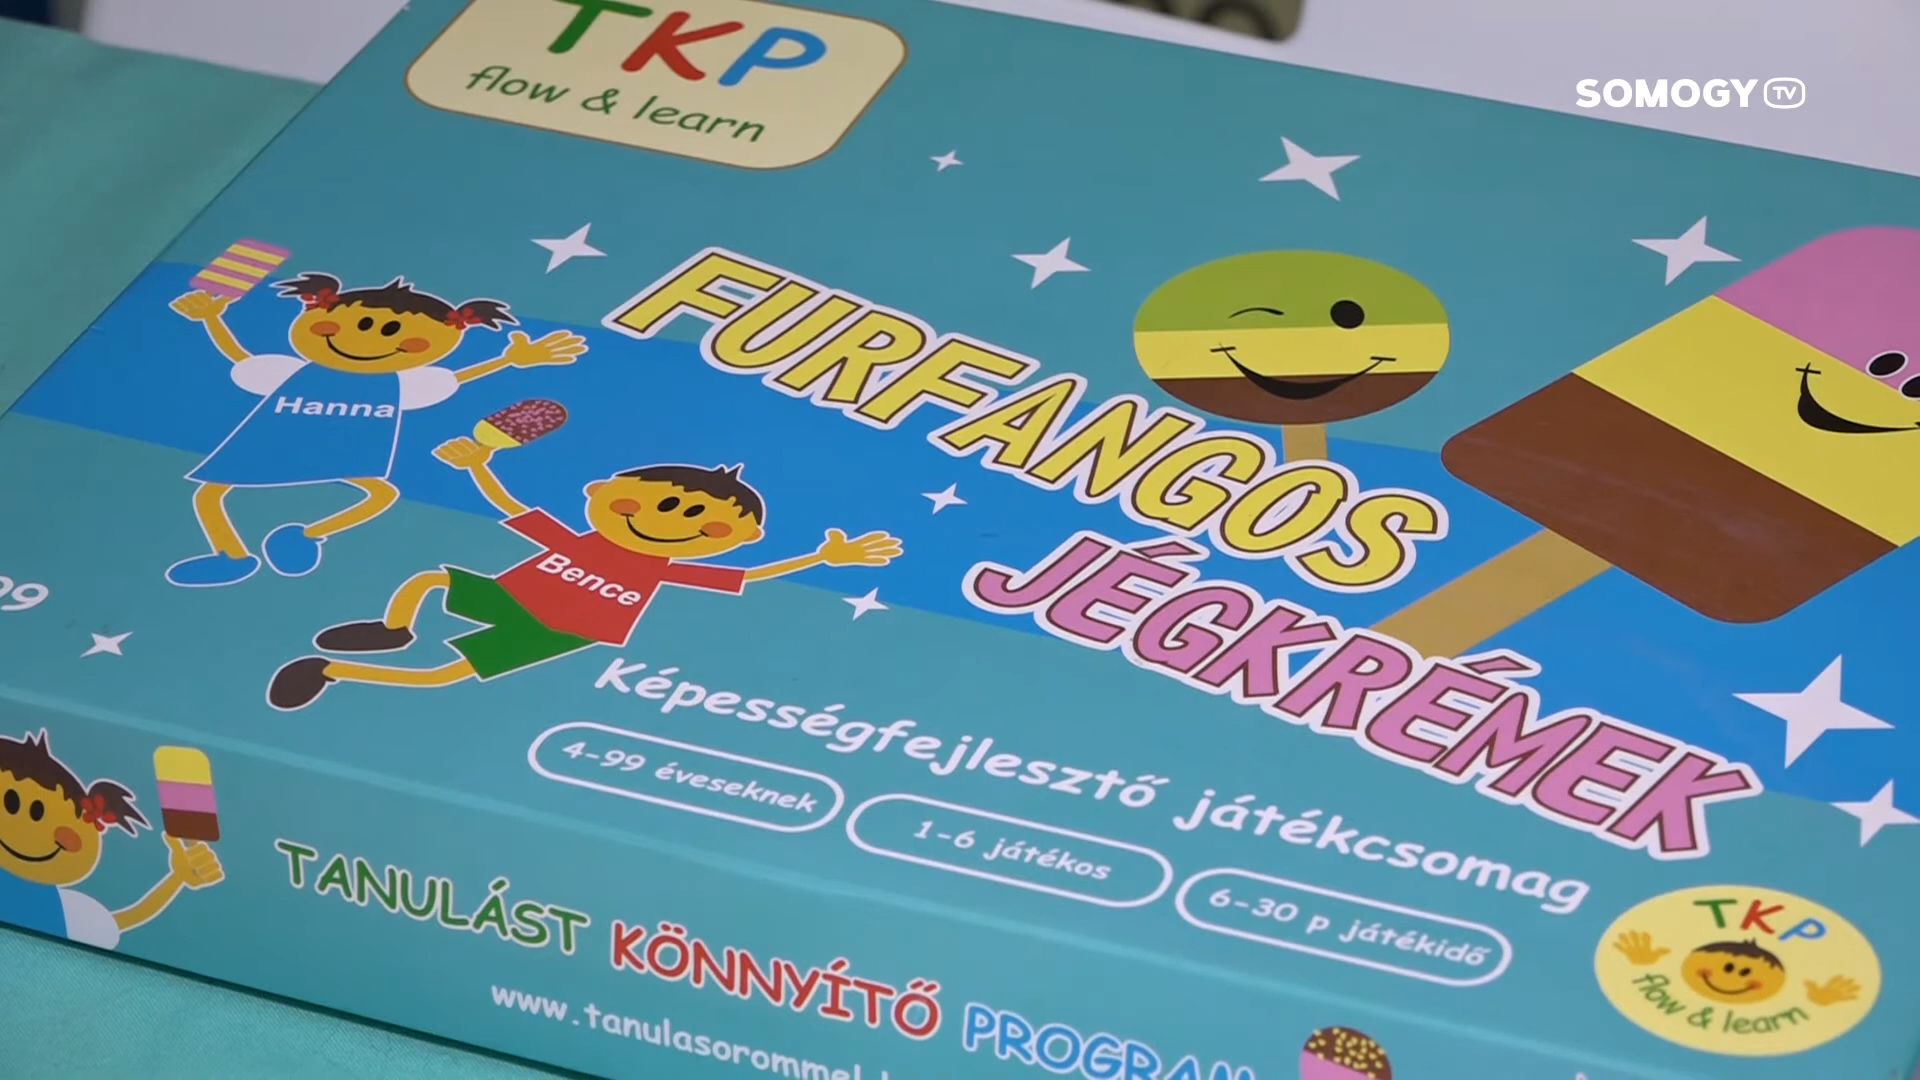 TKP
flow & learn
SOMOGY TV
FURFANGOS
JÉGKRÉMEK
Hanna
Bence
99
Képességfejlesztő játékcsomag
4-99 éveseknek
1-6 játékos
6-30 p játékidő
TKP
flow & learn
TANULÁST KÖNNYÍTŐ PROGRAM
www.tanulasorommel.